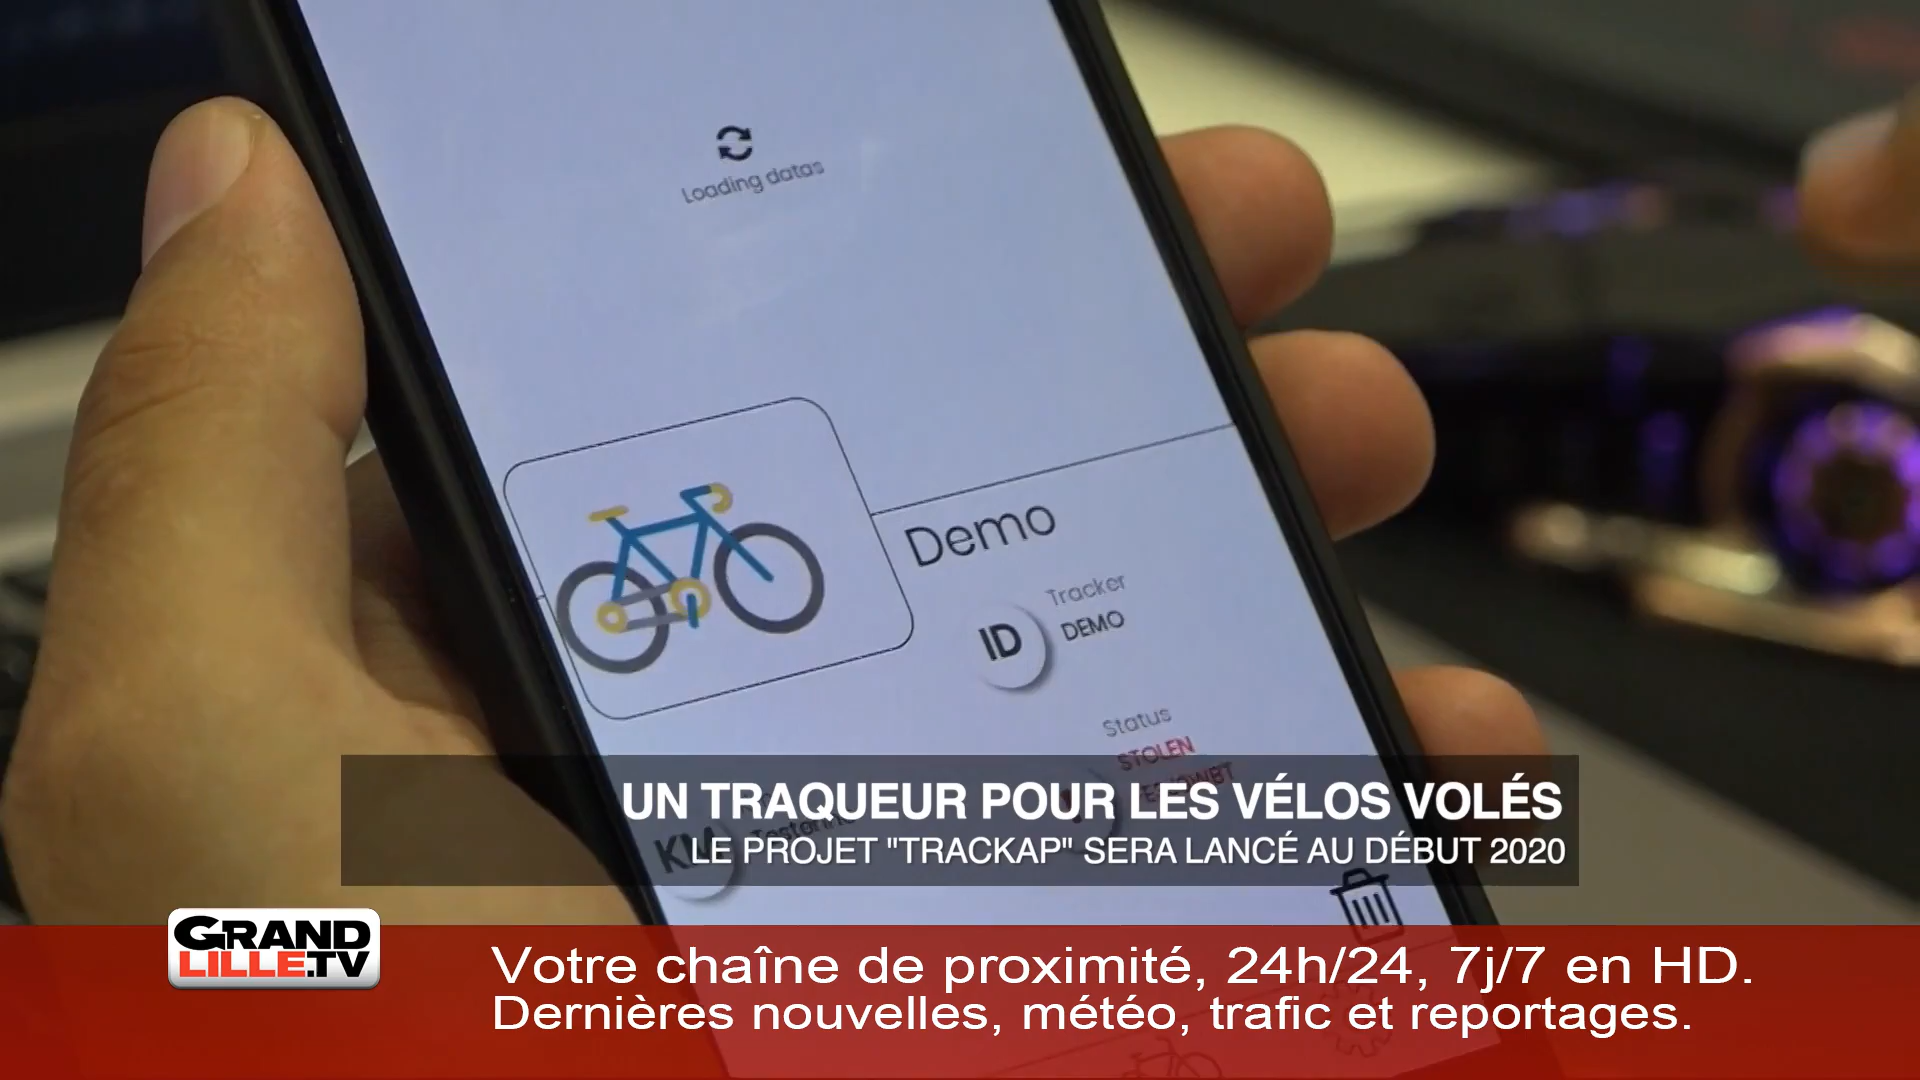 Loading datas
Demo
Tracker
ID
DEMO
Status
STOLEN
UN TRAQUEUR POUR LES VÉLOS VOLÉS
KM
LE PROJET "TRACKAP" SERA LANCÉ AU DÉBUT 2020
GRAND
LILLE.TV
Votre chaîne de proximité, 24h/24, 7j/7 en HD.
Dernières nouvelles, météo, trafic et reportages.